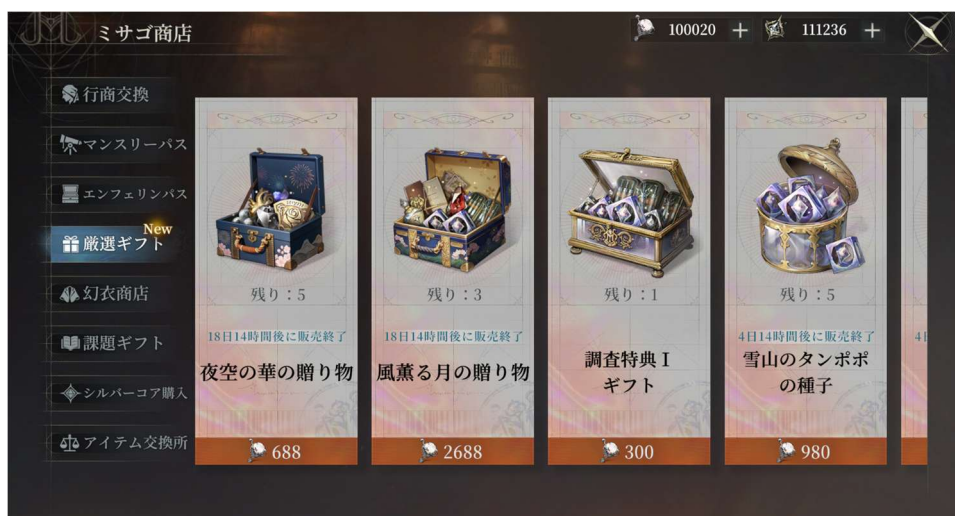 ミサゴ商店
100020
111236
行商交換
マンスリーパス
エンフェリンパス
New
厳選ギフト
幻衣商店
課題ギフト
シルバーコア購入
アイテム交換所
残り：5
18日14時間後に販売終了
夜空の華の贈り物
688
残り：3
18日14時間後に販売終了
風薫る月の贈り物
2688
残り：1
調査特典Ⅰ
ギフト
300
残り：5
4日14時間後に販売終了
雪山のタンポポ
の種子
980